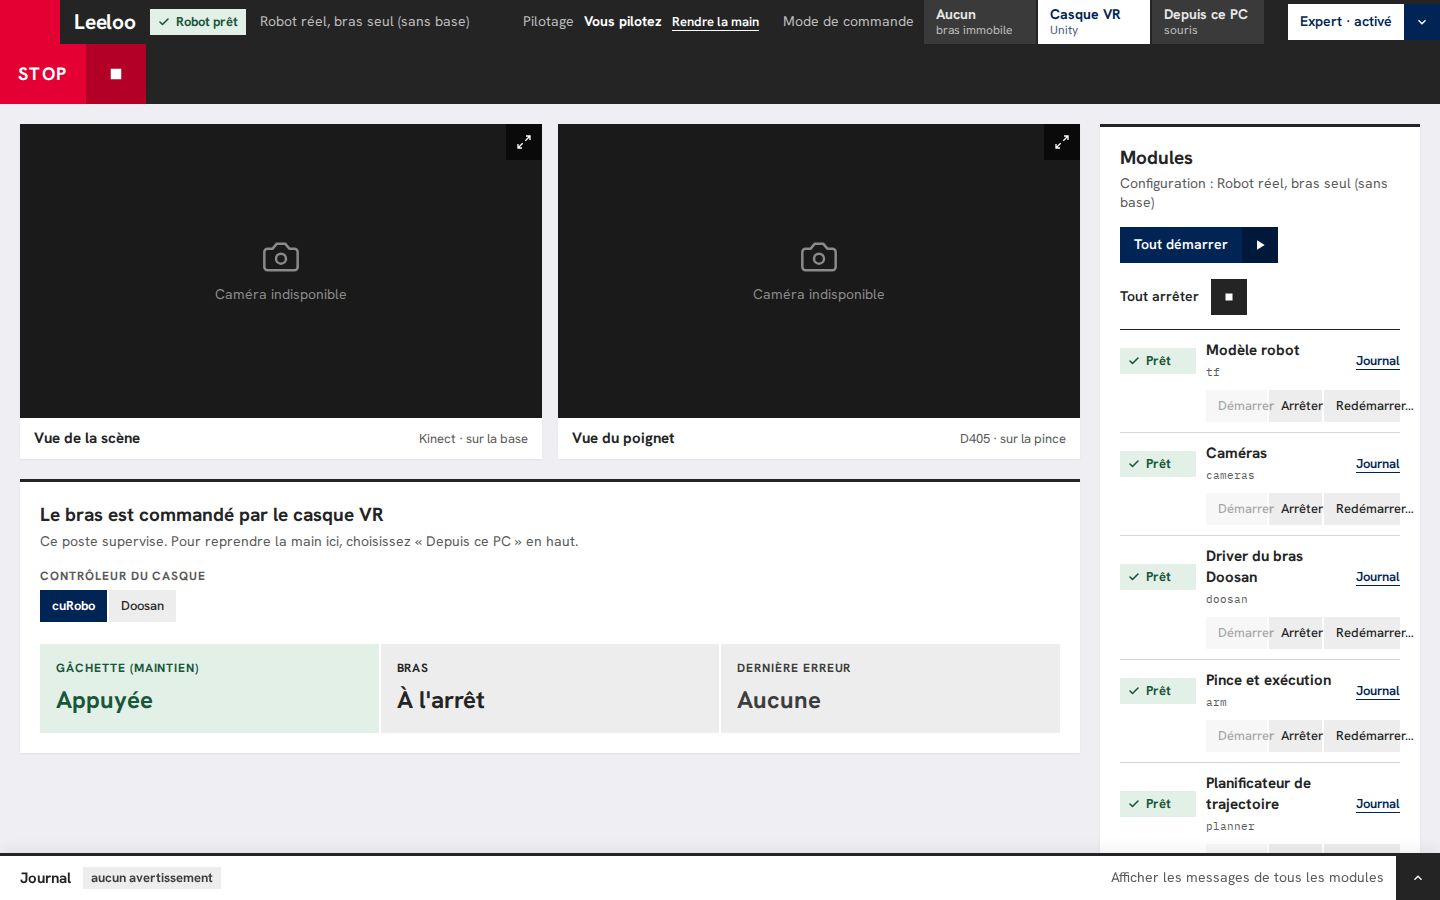 Leeloo
Robot prêt
Robot réel, bras seul (sans base)
Pilotage
Vous pilotez
Rendre la main
Mode de commande
Aucun
bras immobile
Casque VR
Unity
Depuis ce PC
souris
Expert · activé
STOP
Caméra indisponible
Vue de la scène
Kinect · sur la base
Caméra indisponible
Vue du poignet
D405 · sur la pince
Le bras est commandé par le casque VR
Ce poste supervise. Pour reprendre la main ici, choisissez « Depuis ce PC » en haut.
CONTRÔLEUR DU CASQUE
cuRobo
Doosan
GÂCHETTE (MAINTIEN)
Appuyée
BRAS
À l'arrêt
DERNIÈRE ERREUR
Aucune
Modules
Configuration : Robot réel, bras seul (sans
base)
Tout démarrer
Tout arrêter
Prêt
Modèle robot
tf
Journal
Démarrer
Arrêter
Redémarrer...
Prêt
Caméras
cameras
Journal
Démarrer
Arrêter
Redémarrer...
Prêt
Driver du bras
Doosan
doosan
Journal
Démarrer
Arrêter
Redémarrer...
Prêt
Pince et exécution
arm
Journal
Démarrer
Arrêter
Redémarrer...
Prêt
Planificateur de
trajectoire
planner
Journal
Journal
aucun avertissement
Afficher les messages de tous les modules